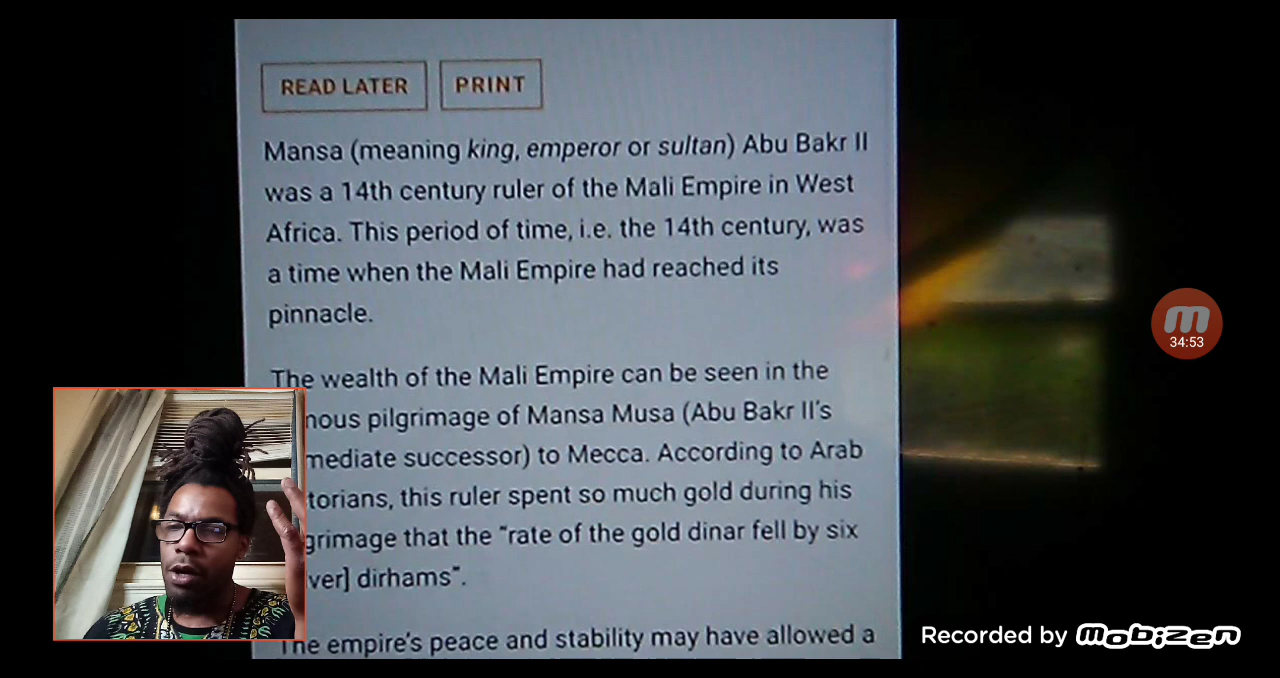 READ LATER
PRINT
Mansa (meaning king, emperor or sultan) Abu Bakr II
was a 14th century ruler of the Mali Empire in West
Africa. This period of time, i.e. the 14th century, was
a time when the Mali Empire had reached its
pinnacle.
The wealth of the Mali Empire can be seen in the
nous pilgrimage of Mansa Musa (Abu Bakr II's
mediate successor) to Mecca. According to Arab
torians, this ruler spent so much gold during his
grimage that the "rate of the gold dinar fell by six
ver] dirhams".
The empire's peace and stability may have allowed a
34:53
Recorded by Mobizen